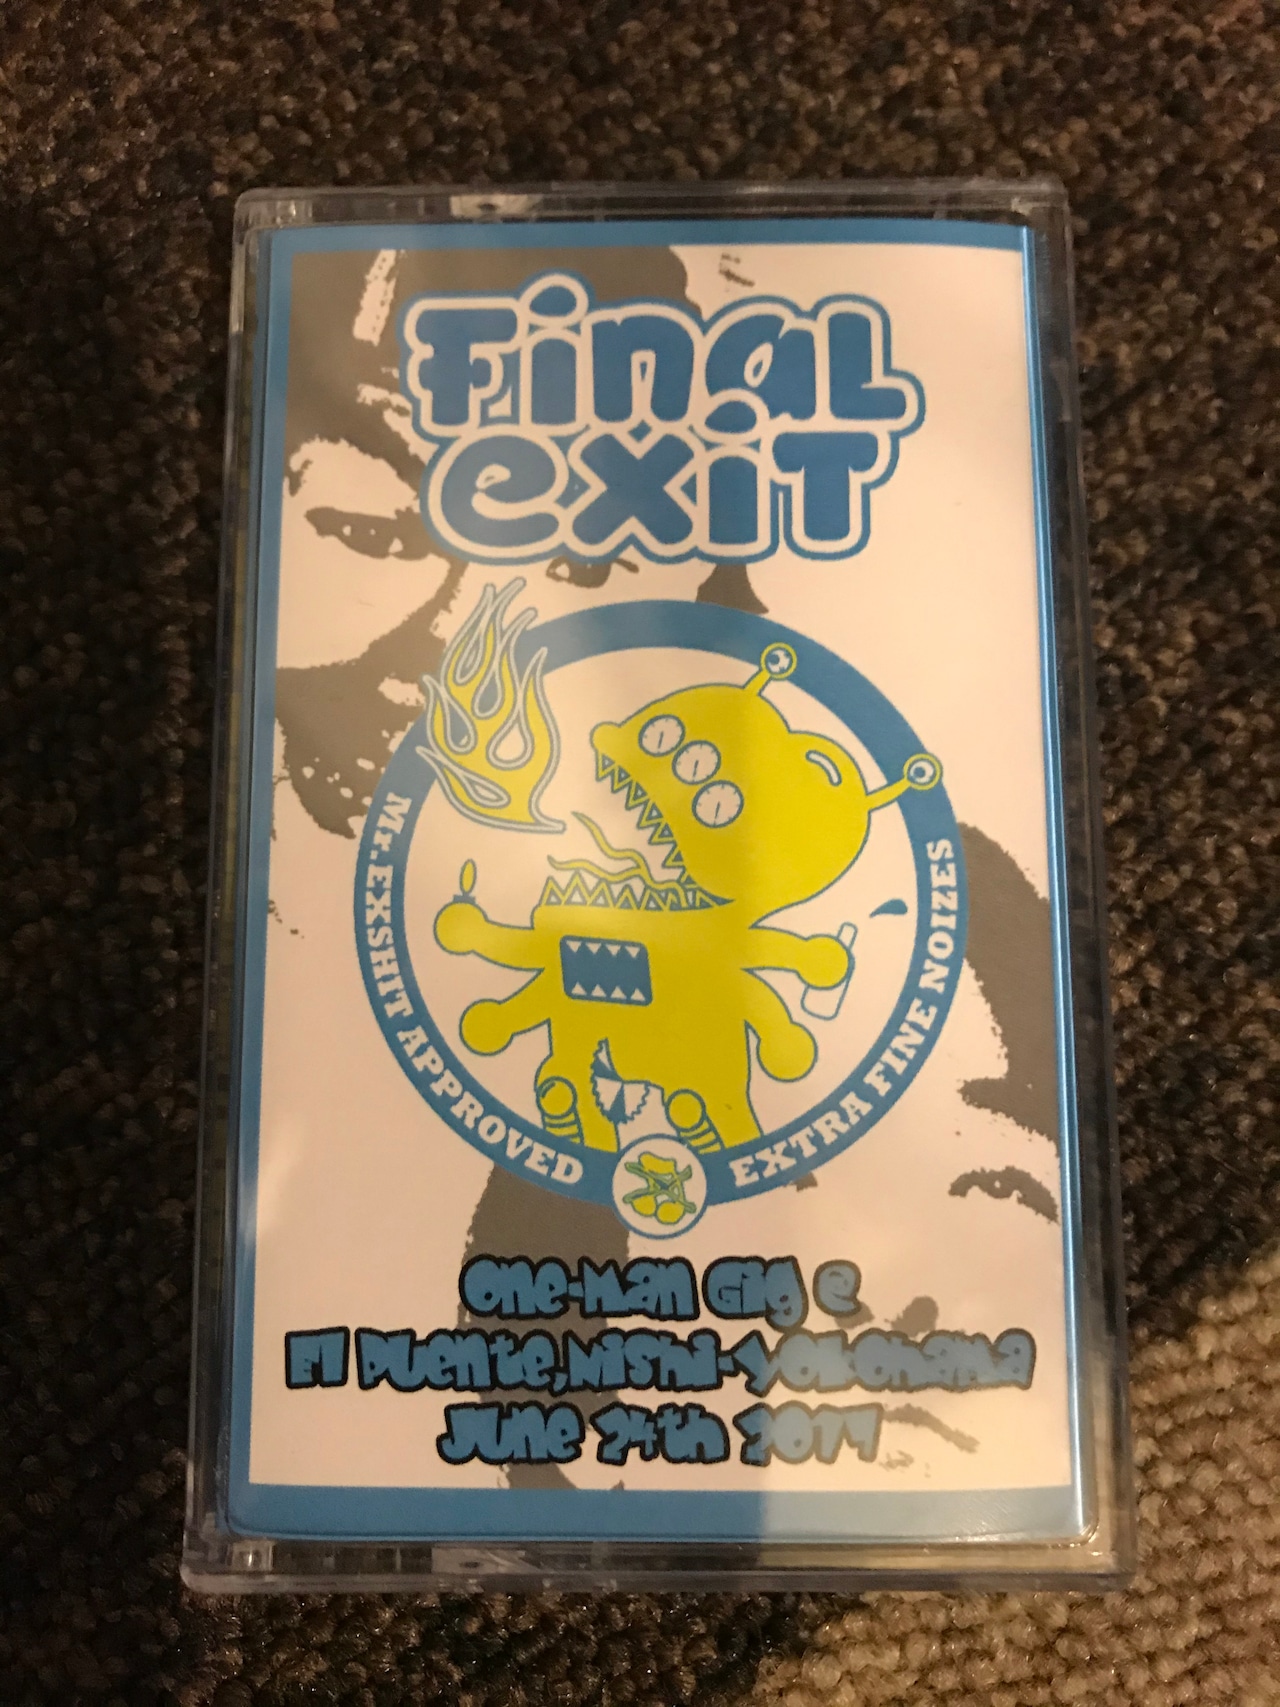 Final
exit
Mr. EXSHIT APPROVED
EXTRA FINE NOIZES
One-Man Gig @
El Puente,Nishi-Yokohama
June 24th 2017